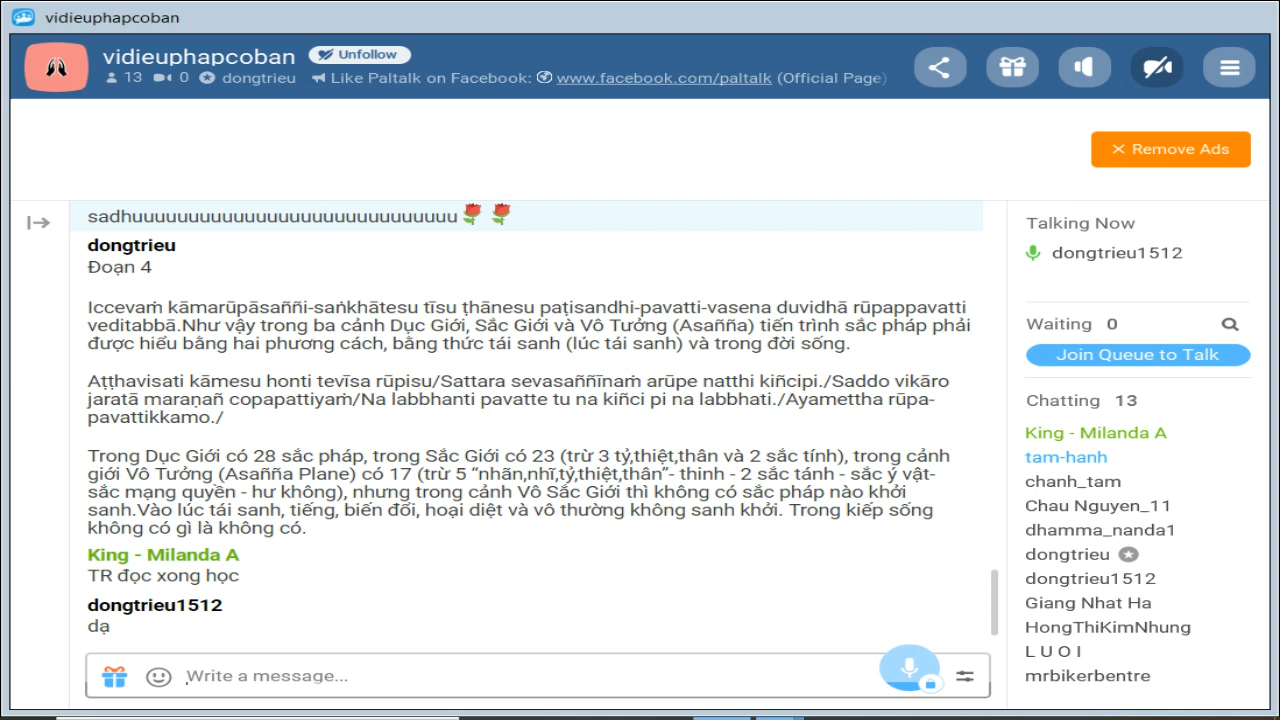 vidieuphapcoban
vidieuphapcoban Unfollow
13 0 dongtrieu Like Paltalk on Facebook: www.facebook.com/paltalk (Official Page)
Remove Ads
sadhuuuuuuuuuuuuuuuuuuuuuuuuuuuuu
dongtrieu
Đoạn 4
Iccevaṁ kāmarūpāsaññi-saṅkhātesu tīsu ṭhānesu paṭisandhi-pavatti-vasena duvidhā rūpappavatti
veditabbā.Như vậy trong ba cảnh Dục Giới, Sắc Giới và Vô Tưởng (Asañña) tiến trình sắc pháp phải
được hiểu bằng hai phương cách, bằng thức tái sanh (lúc tái sanh) và trong đời sống.
Aṭṭhavisati kāmesu honti tevīsa rūpisu/Sattara sevasaññīnaṁ arūpe natthi kiñcipi./Saddo vikāro
jaratā maraṇañ copapattiyaṁ/Na labbhanti pavatte tu na kiñci pi na labbhati./Ayamettha rūpa-
pavattikkamo./
Trong Dục Giới có 28 sắc pháp, trong Sắc Giới có 23 (trừ 3 tỷ,thiệt,thân và 2 sắc tính), trong cảnh
giới Vô Tưởng (Asañña Plane) có 17 (trừ 5 “nhãn,nhĩ,tỷ,thiệt,thân”- thinh - 2 sắc tánh - sắc ý vật-
sắc mạng quyền - hư không), nhưng trong cảnh Vô Sắc Giới thì không có sắc pháp nào khởi
sanh.Vào lúc tái sanh, tiếng, biến đổi, hoại diệt và vô thường không sanh khởi. Trong kiếp sống
không có gì là không có.
King - Milanda A
TR đọc xong học
dongtrieu1512
dạ
Write a message...
Talking Now
dongtrieu1512
Waiting 0
Join Queue to Talk
Chatting 13
King - Milanda A
tam-hanh
chanh_tam
Chau Nguyen_11
dhamma_nanda1
dongtrieu
dongtrieu1512
Giang Nhat Ha
HongThiKimNhung
L U O I
mrbikerbentre